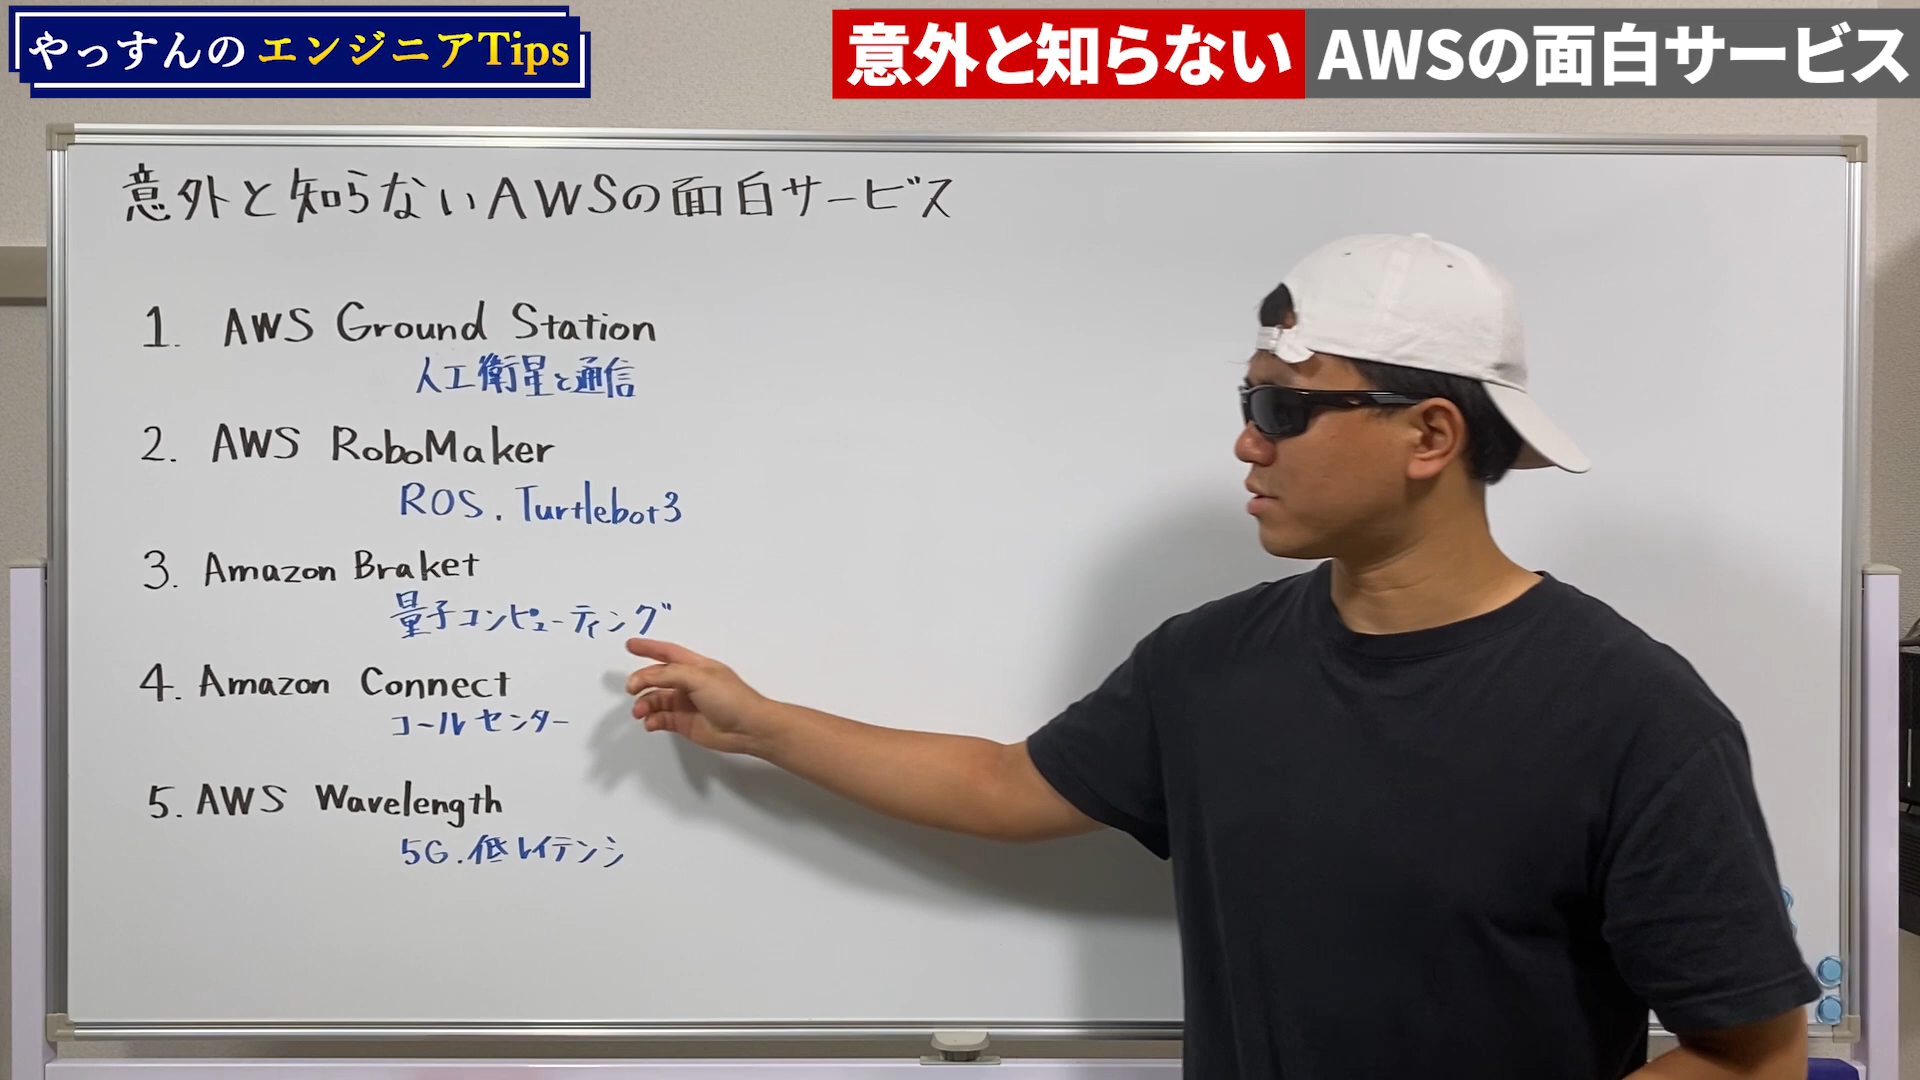 やっすんの エンジニアTips
意外と知らない AWSの面白サービス
意外と知らないAWSの面白サービス
1. AWS Ground Station
人工衛星と通信
2. AWS RoboMaker
ROS. Turtlebot3
3. Amazon Braket
量子コンピューティング
4. Amazon Connect
コールセンター
5. AWS Wavelength
5G.低レイテンシ